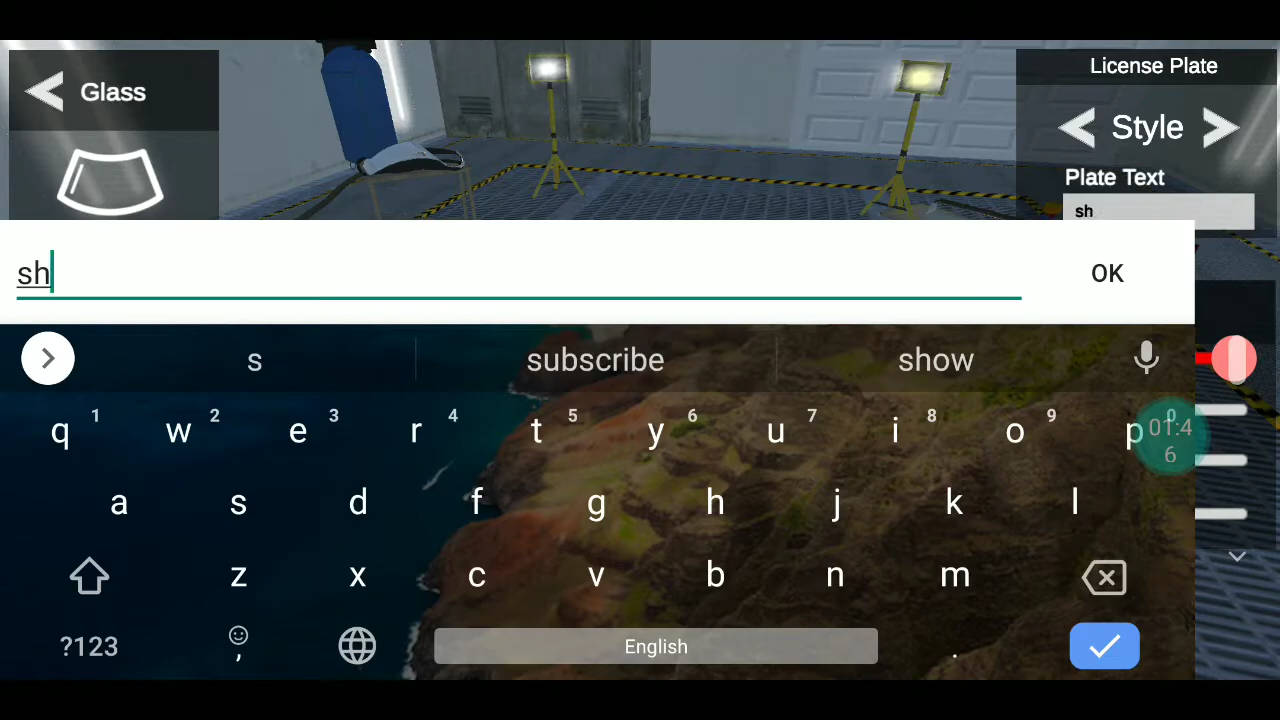 Glass
License Plate
Style
Plate Text
sh
sh
OK
s subscribe show
q 1 w 2 e 3 r 4 t 5 y 6 u 7 i 8 o 9 p 0
01:4
6
a s d f g h j k l
z x c v b n m
?123 , English .